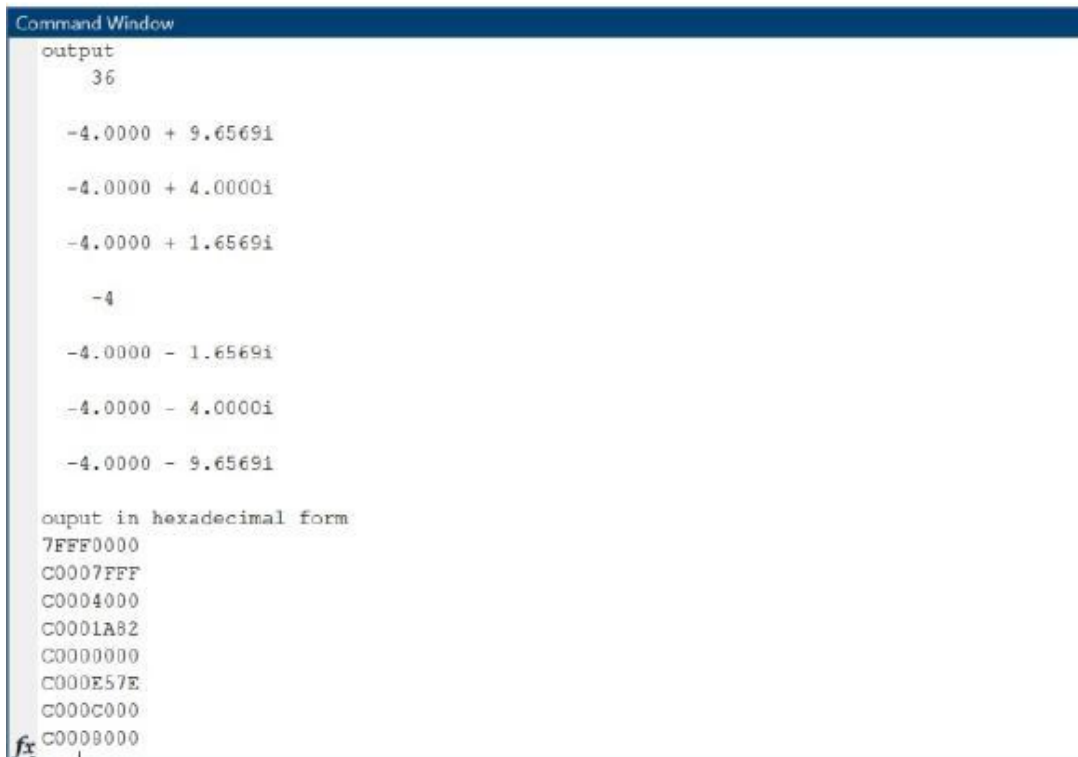 Command Window
output
36
-4.0000 + 9.6569i
-4.0000 + 4.0000i
-4.0000 + 1.6569i
-4
-4.0000 - 1.6569i
-4.0000 - 4.0000i
-4.0000 - 9.6569i
ouput in hexadecimal form
7FFF0000
C0007FFF
C0004000
C0001A82
C0000000
C000E57E
C000C000
fx C0008000